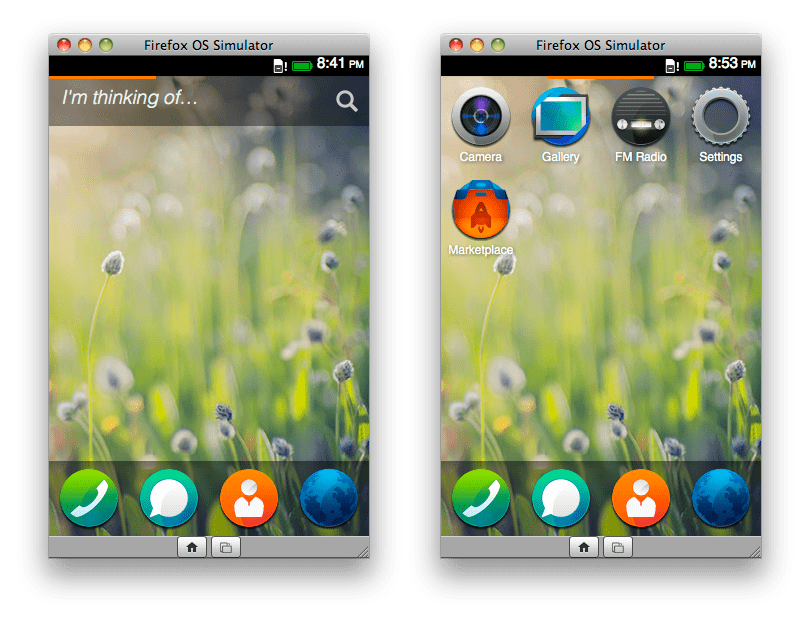 Firefox OS Simulator
8:41 PM
I'm thinking of...
Firefox OS Simulator
8:53 PM
Camera
Gallery
FM Radio
Settings
Marketplace